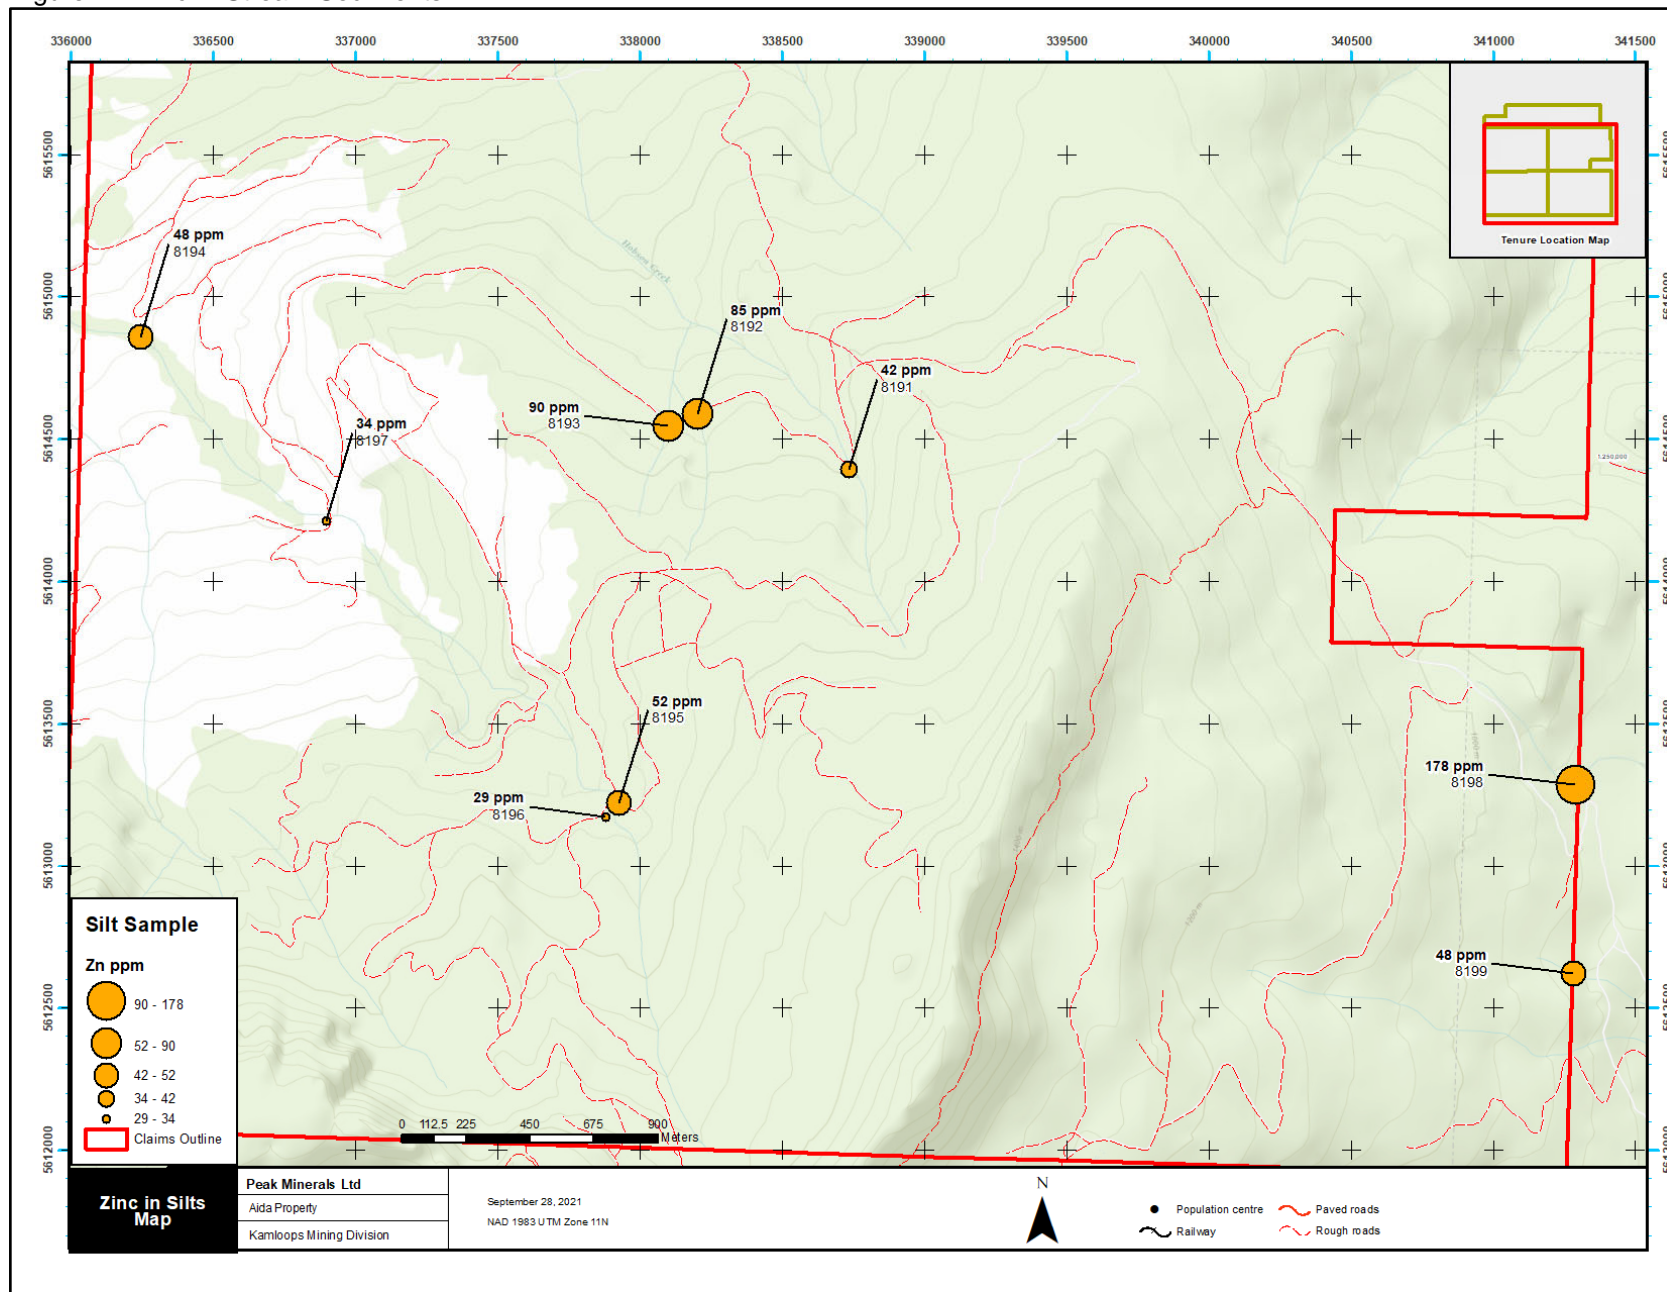 336000 336500 337000 337500 338000 338500 339000 339500 340000 340500 341000 341500
5615500
5615000
5614500
5614000
5613500
5613000
5612500
5612000
Tenure Location Map
48 ppm
8194
85 ppm
8192
42 ppm
8191
90 ppm
8193
34 ppm
8197
52 ppm
8195
29 ppm
8196
178 ppm
8198
48 ppm
8199
Silt Sample
Zn ppm
90 - 178
52 - 90
42 - 52
34 - 42
29 - 34
Claims Outline
0 112.5 225 450 675 900
Meters
Zinc in Silts
Map
Peak Minerals Ltd
Aida Property
Kamloops Mining Division
September 28, 2021
NAD 1983 UTM Zone 11N
N
Population centre
Railway
Paved roads
Rough roads